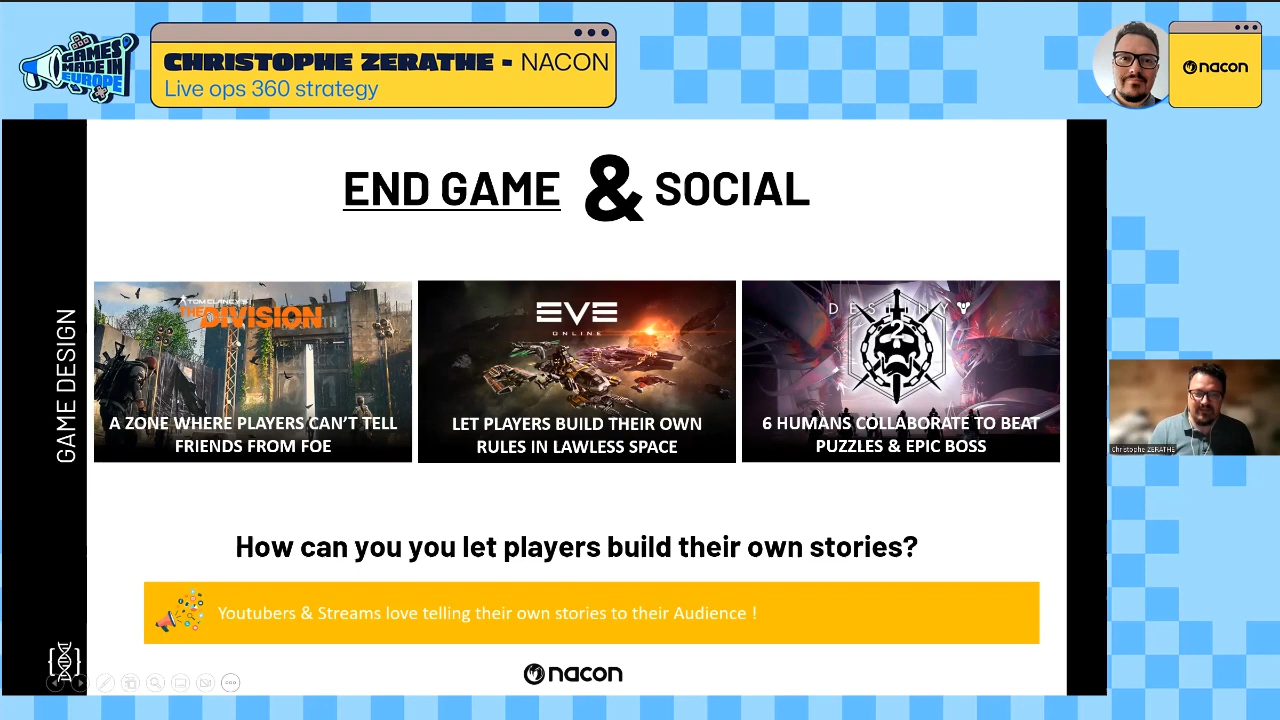 GAMES
MADE IN
EUROPE
CHRISTOPHE ZERATHE - NACON
Live ops 360 strategy
nacon
END GAME & SOCIAL
GAME DESIGN
TOM CLANCY'S
THE DIVISION
A ZONE WHERE PLAYERS CAN'T TELL
FRIENDS FROM FOE
EVE
ONLINE
LET PLAYERS BUILD THEIR OWN
RULES IN LAWLESS SPACE
DESTINY
2
6 HUMANS COLLABORATE TO BEAT
PUZZLES & EPIC BOSS
Christophe ZERATHE
How can you you let players build their own stories?
Youtubers & Streams love telling their own stories to their Audience !
nacon